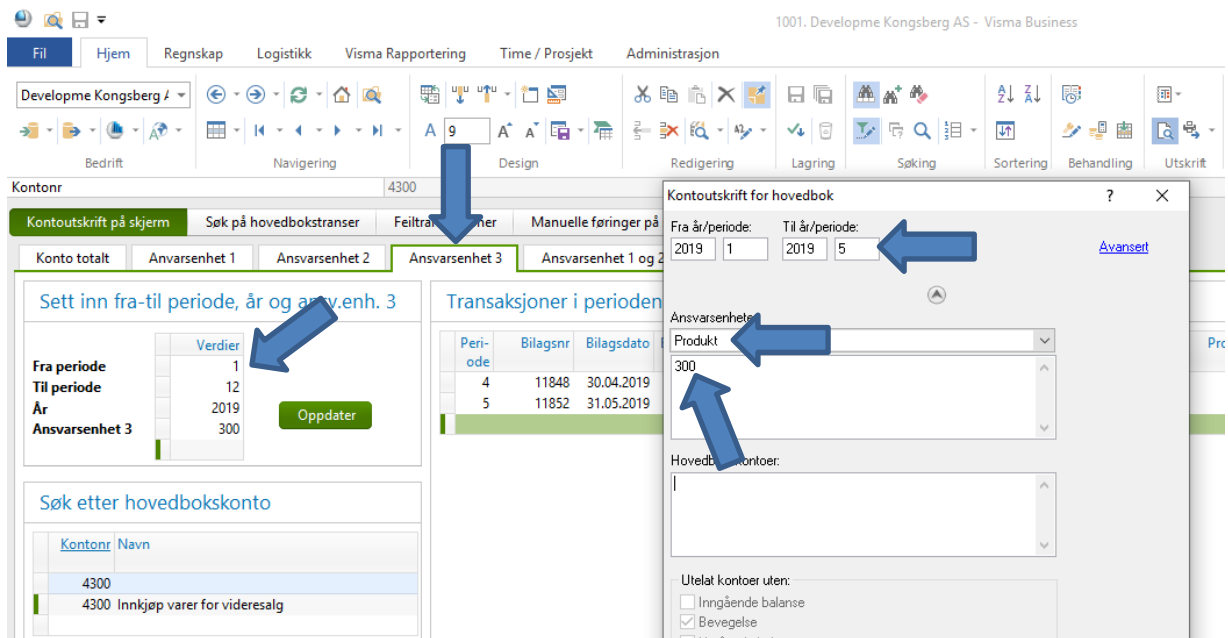 1001. Developme Kongsberg AS - Visma Business
Fil Hjem Regnskap Logistikk Visma Rapportering Time / Prosjekt Administrasjon
Developme Kongsberg
A 9 A A
Bedrift Navigering Design Redigering Lagring Søking Sortering Behandling Utskrift
Kontonr 4300
Kontoutskrift på skjerm Søk på hovedbokstranser Manuelle føringer på
Konto totalt Anvarsenhet 1 Ansvarsenhet 2 Ansvarsenhet 3 Ansvarsenhet 1 og 2
Sett inn fra-til periode, år og ansv.enh. 3
Verdier
Fra periode 1
Til periode 12
År 2019
Ansvarsenhet 3 300
Oppdater
Søk etter hovedbokskonto
Kontonr Navn
4300
4300 Innkjøp varer for videresalg
Transaksjoner i perioden
Peri-
ode Bilagsnr Bilagsdato
4 11848 30.04.2019
5 11852 31.05.2019
Kontoutskrift for hovedbok ?
Fra år/periode: Til år/periode:
2019 1 2019 5
Avansert
Produkt
300
Utelat kontoer uten:
Inngående balanse
Bevegelse